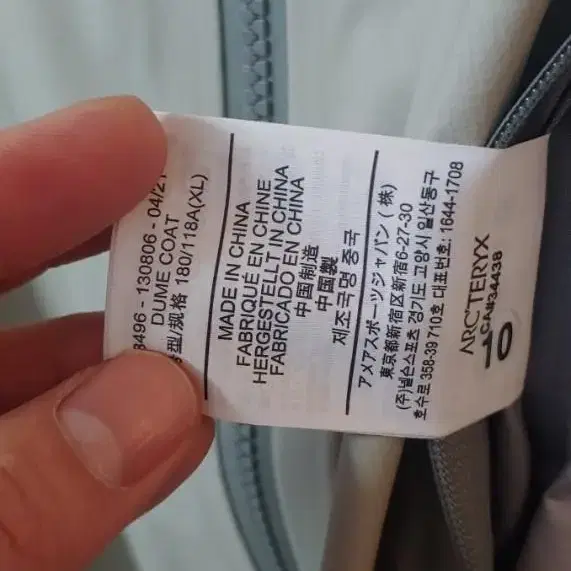 8496 - 130806 - 04/21
DUME COAT
型/规格 180/118A(XL)
MADE IN CHINA
FABRIQUÉ EN CHINE
HERGESTELLT IN CHINA
FABRICADO EN CHINA
中国制造
中國製
제조국명 중국
アメアスポーツジャパン (株)
東京都新宿区新宿6-27-30
(주)넬슨스포츠 경기도 고양시 일산동구
호수로 358-39 710호 대표번호: 1644-1708
ARC'TERYX
CA#34438
10